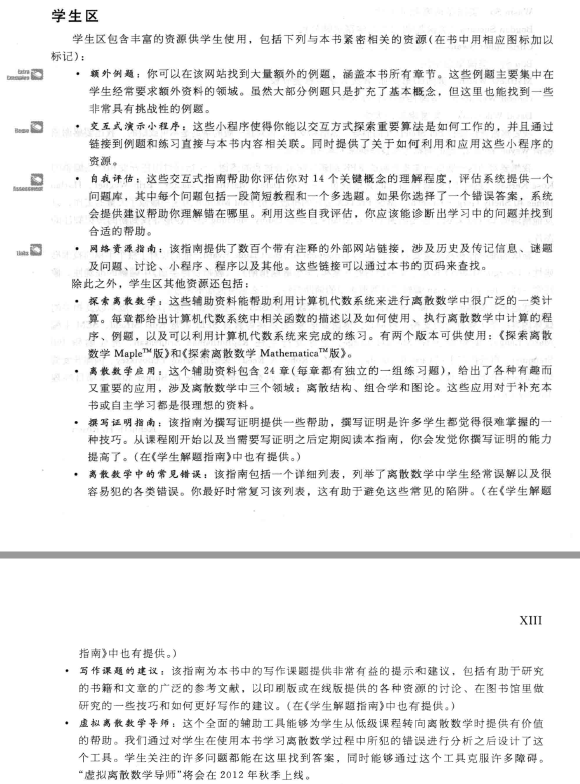 学生区
学生区包含丰富的资源供学生使用，包括下列与本书紧密相关的资源(在书中用相应图标加以
标记)：
Extra Examples
• 额外例题：你可以在该网站找到大量额外的例题，涵盖本书所有章节。这些例题主要集中在
学生经常要求额外资料的领域。虽然大部分例题只是扩充了基本概念，但这里也能找到一些
非常具有挑战性的例题。
Demo
• 交互式演示小程序：这些小程序使得你能以交互方式探索重要算法是如何工作的，并且通过
链接到例题和练习直接与本书内容相关联。同时提供了关于如何利用和应用这些小程序的
资源。
Assessment
• 自我评估：这些交互式指南帮助你评估你对 14 个关键概念的理解程度，评估系统提供一个
问题库，其中每个问题包括一段简短教程和一个多选题。如果你选择了一个错误答案，系统
会提供建议帮助你理解错在哪里。利用这些自我评估，你应该能诊断出学习中的问题并找到
合适的帮助。
Links
• 网络资源指南：该指南提供了数百个带有注释的外部网站链接，涉及历史及传记信息、谜题
及问题、讨论、小程序、程序以及其他。这些链接可以通过本书的页码来查找。
除此之外，学生区其他资源还包括：
• 探索离散数学：这些辅助资料能帮助利用计算机代数系统来进行离散数学中很广泛的一类计
算。每章都给出计算机代数系统中相关函数的描述以及如何使用、执行离散数学中计算的程
序、例题，以及可以利用计算机代数系统来完成的练习。有两个版本可供使用：《探索离散
数学 Maple™版》和《探索离散数学 Mathematica™版》。
• 离散数学应用：这个辅助资料包含 24 章(每章都有独立的一组练习题)，给出了各种有趣而
又重要的应用，涉及离散数学中三个领域：离散结构、组合学和图论。这些应用对于补充本
书或自主学习都是很理想的资料。
• 撰写证明指南：该指南为撰写证明提供一些帮助，撰写证明是许多学生都觉得很难掌握的一
种技巧。从课程刚开始以及当需要写证明之后定期阅读本指南，你会发觉你撰写证明的能力
提高了。(在《学生解题指南》中也有提供。)
• 离散数学中的常见错误：该指南包括一个详细列表，列举了离散数学中学生经常误解以及很
容易犯的各类错误。你最好时常复习该列表，这有助于避免这些常见的陷阱。(在《学生解题
XIII
指南》中也有提供。)
• 写作课题的建议：该指南为本书中的写作课题提供非常有益的提示和建议，包括有助于研究
的书籍和文章的广泛的参考文献，以印刷版或在线版提供的各种资源的讨论、在图书馆里做
研究的一些技巧和如何更好写作的建议。(在《学生解题指南》中也有提供。)
• 虚拟离散数学导师：这个全面的辅助工具能够为学生从低级课程转向离散数学时提供有价值
的帮助。我们通过对学生在使用本书学习离散数学过程中所犯的错误进行分析之后设计了这
个工具。学生关注的许多问题都能在这里找到答案，同时能够通过这个工具克服许多障碍。
“虚拟离散数学导师”将会在 2012 年秋季上线。